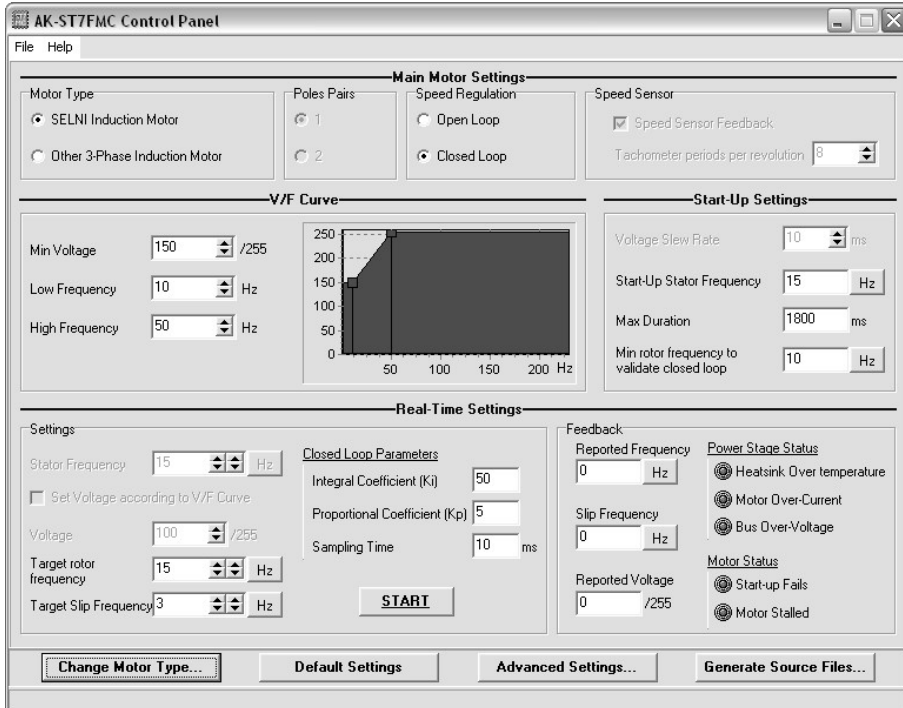 AK-ST7FMC Control Panel
File Help
Main Motor Settings
Motor Type
SELNI Induction Motor
Other 3-Phase Induction Motor
Poles Pairs
1
2
Speed Regulation
Open Loop
Closed Loop
Speed Sensor
Speed Sensor Feedback
Tachometer periods per revolution 8
V/F Curve
Min Voltage 150 /255
Low Frequency 10 Hz
High Frequency 50 Hz
250
200
150
100
50
0
50 100 150 200 Hz
Start-Up Settings
Voltage Slew Rate 10 ms
Start-Up Stator Frequency 15 Hz
Max Duration 1800 ms
Min rotor frequency to
validate closed loop 10 Hz
Real-Time Settings
Settings
Stator Frequency 15 Hz
Set Voltage according to V/F Curve
Voltage 100 /255
Target rotor
frequency 15 Hz
Target Slip Frequency 3 Hz
Closed Loop Parameters
Integral Coefficient (Ki) 50
Proportional Coefficient (Kp) 5
Sampling Time 10 ms
START
Feedback
Reported Frequency
0 Hz
Slip Frequency
0 Hz
Reported Voltage
0 /255
Power Stage Status
Heatsink Over temperature
Motor Over-Current
Bus Over-Voltage
Motor Status
Start-up Fails
Motor Stalled
Change Motor Type...
Default Settings
Advanced Settings...
Generate Source Files...